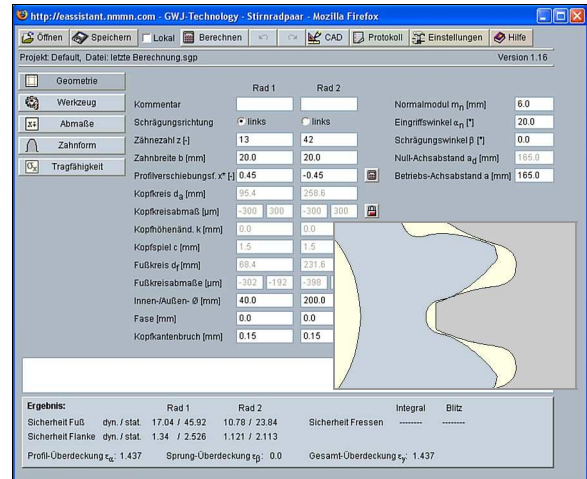 http://eassistant.nmmn.com - GWJ-Technology - Stirnradpaar - Mozilla Firefox
Öffnen Speichern Lokal Berechnen CAD Protokoll Einstellungen Hilfe
Projekt: Default, Datei: letzte Berechnung.sgp Version 1.16
Geometrie
Werkzeug
Abmaße
Zahnform
Tragfähigkeit
Rad 1 Rad 2
Kommentar
Schrägungsrichtung links links
Zähnezahl z [-] 13 42
Zahnbreite b [mm] 20.0 20.0
Profilverschiebungsf. x* [-] 0.45 -0.45
Kopfkreis da [mm] 95.4 258.6
Kopfkreisabmaß [µm] -300 300 -300 300
Kopfhöhenänd. k [mm] 0.0 0.0
Kopfspiel c [mm] 1.5 1.5
Fußkreis df [mm] 68.4 231.6
Fußkreisabmaße [µm] -302 -192 -398
Innen-/Außen- Ø [mm] 40.0 200.0
Fase [mm] 0.0 0.0
Kopfkantenbruch [mm] 0.15 0.15
Normalmodul mn [mm] 6.0
Eingriffswinkel αn [°] 20.0
Schrägungswinkel β [°] 0.0
Null-Achsabstand ad [mm] 165.0
Betriebs-Achsabstand a [mm] 165.0
Ergebnis: Rad 1 Rad 2 Integral Blitz
Sicherheit Fuß dyn. / stat. 17.04 / 45.92 10.78 / 23.84 Sicherheit Fressen -------- --------
Sicherheit Flanke dyn. / stat. 1.34 / 2.526 1.121 / 2.113
Profil-Überdeckung εα: 1.437 Sprung-Überdeckung εβ: 0.0 Gesamt-Überdeckung εγ: 1.437